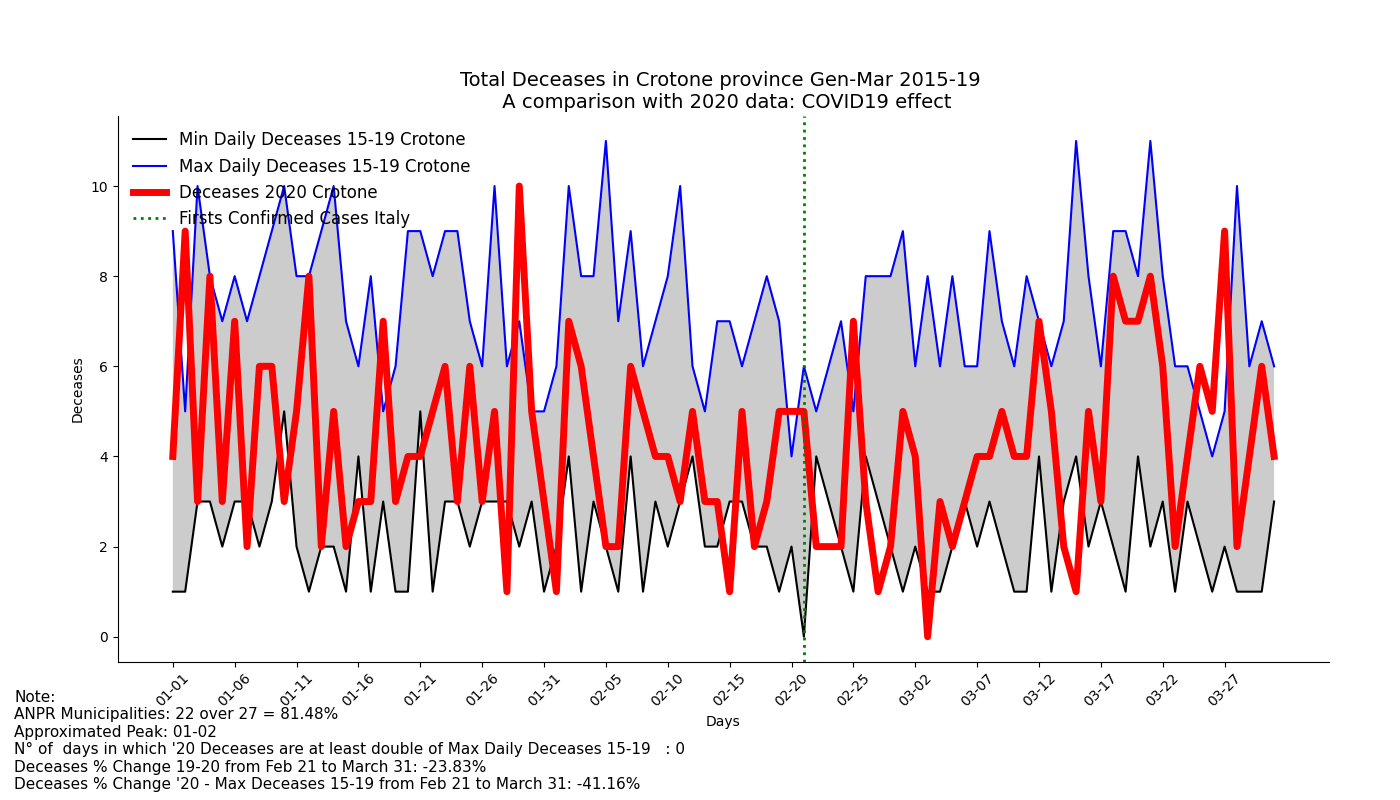 Total Deceases in Crotone province Gen-Mar 2015-19
A comparison with 2020 data: COVID19 effect
Min Daily Deceases 15-19 Crotone
Max Daily Deceases 15-19 Crotone
Deceases 2020 Crotone
Firsts Confirmed Cases Italy
10
8
6
4
2
0
Deceases
01-01
01-06
01-11
01-16
01-21
01-26
01-31
02-05
02-10
02-15
02-20
02-25
03-02
03-07
03-12
03-17
03-22
03-27
Days
Note:
ANPR Municipalities: 22 over 27 = 81.48%
Approximated Peak: 01-02
N° of  days in which '20 Deceases are at least double of Max Daily Deceases 15-19   : 0
Deceases % Change 19-20 from Feb 21 to March 31: -23.83%
Deceases % Change '20 - Max Deceases 15-19 from Feb 21 to March 31: -41.16%